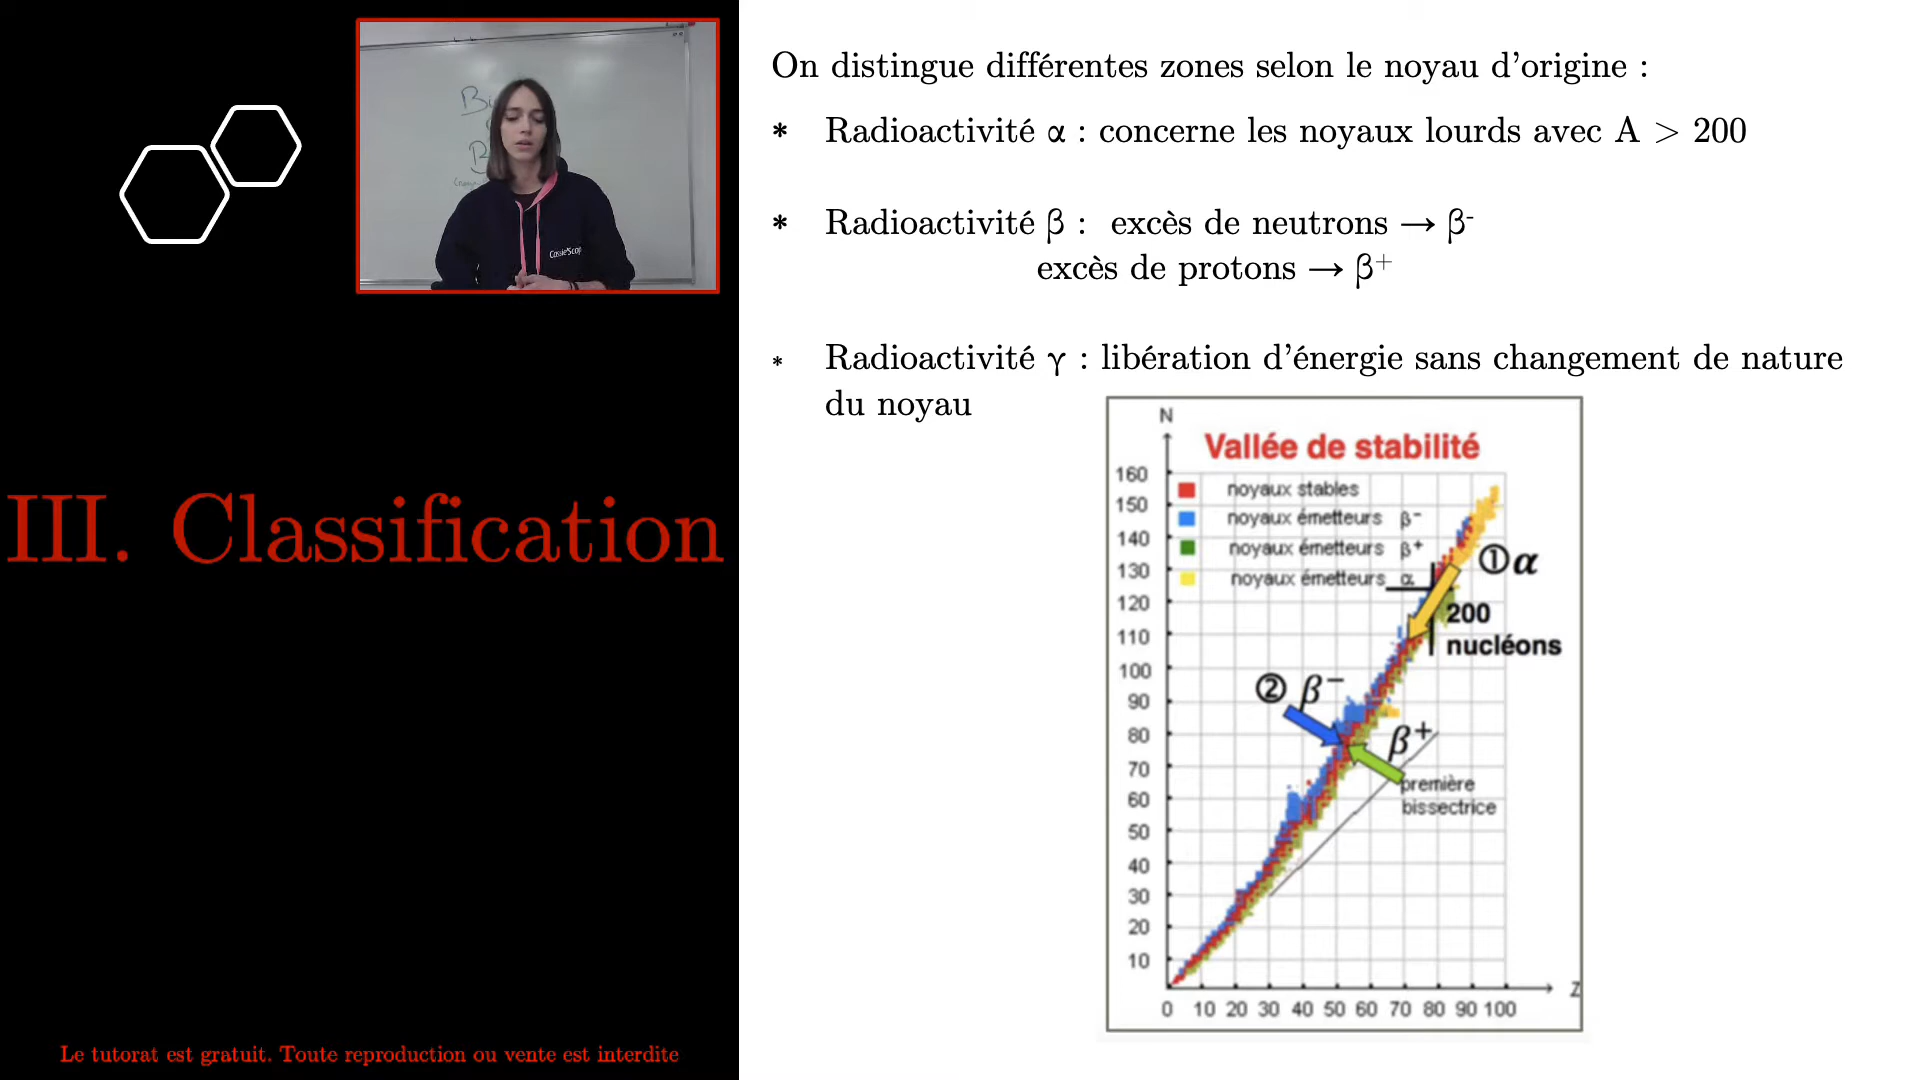 On distingue différentes zones selon le noyau d'origine :
* Radioactivité α : concerne les noyaux lourds avec A > 200
* Radioactivité β : excès de neutrons → β-
excès de protons → β+
* Radioactivité γ : libération d'énergie sans changement de nature
du noyau
III. Classification
Le tutorat est gratuit. Toute reproduction ou vente est interdite
N
Vallée de stabilité
noyaux stables
noyaux émetteurs β-
noyaux émetteurs β+
noyaux émetteurs α
① α
200
nucléons
② β-
β+
première
bissectrice
160
150
140
130
120
110
100
90
80
70
60
50
40
30
20
10
0 10 20 30 40 50 60 70 80 90 100
Z